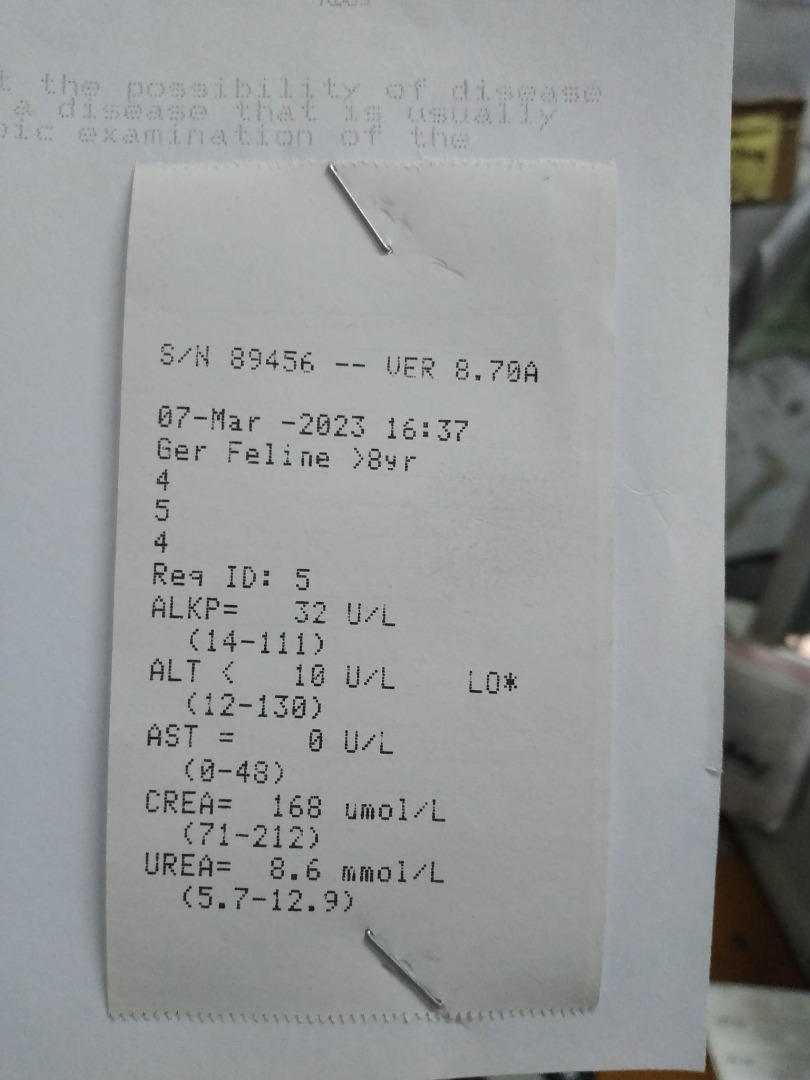 t the possibility of disease
a disease that is usually
pic examination of the
S/N 89456 -- VER 8.70A
07-Mar -2023 16:37
Ger Feline >8yr
4
5
4
Req ID: 5
ALKP= 32 U/L
(14-111)
ALT < 10 U/L LO*
(12-130)
AST = 0 U/L
(0-48)
CREA= 168 umol/L
(71-212)
UREA= 8.6 mmol/L
(5.7-12.9)